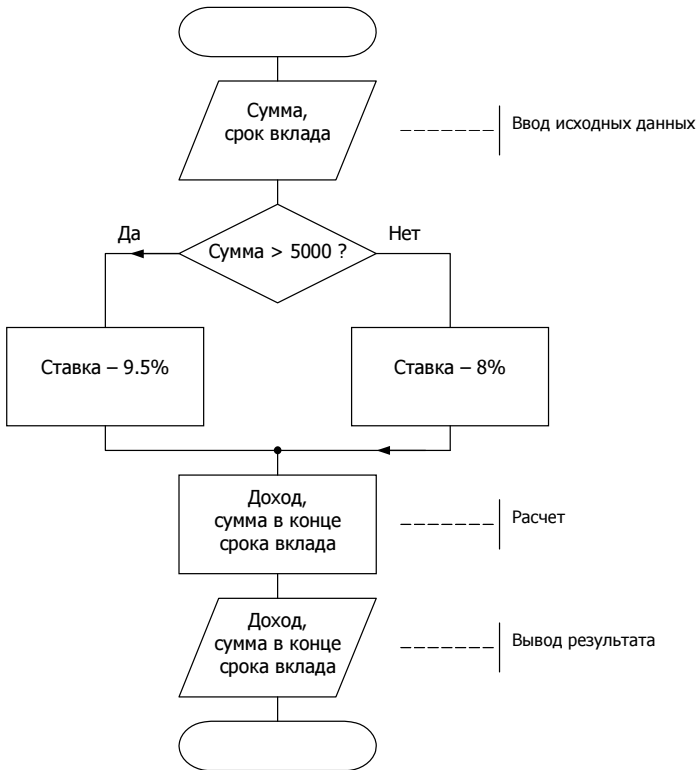 Сумма,
срок вклада
Ввод исходных данных
Да
Сумма > 5000 ?
Нет
Ставка – 9.5%
Ставка – 8%
Доход,
сумма в конце
срока вклада
Расчет
Доход,
сумма в конце
срока вклада
Вывод результата